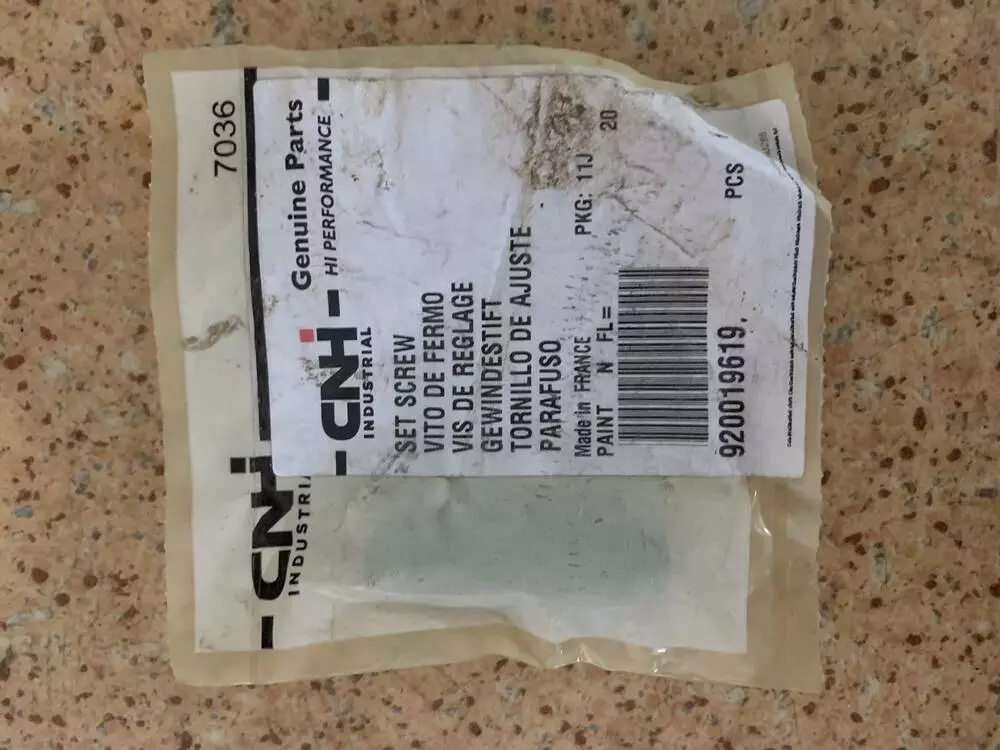 7036
CNH
INDUSTRI
Genuine Parts
HI PERFORMANCE
CNH
INDUSTRIAL
SET SCREW
VITO DE FERMO
VIS DE REGLAGE
GEWINDESTIFT
TORNILLO DE AJUSTE
PARAFUSO
Made in FRANCE PKG: 11J
PAINT N FL= 20
920019619, PCS